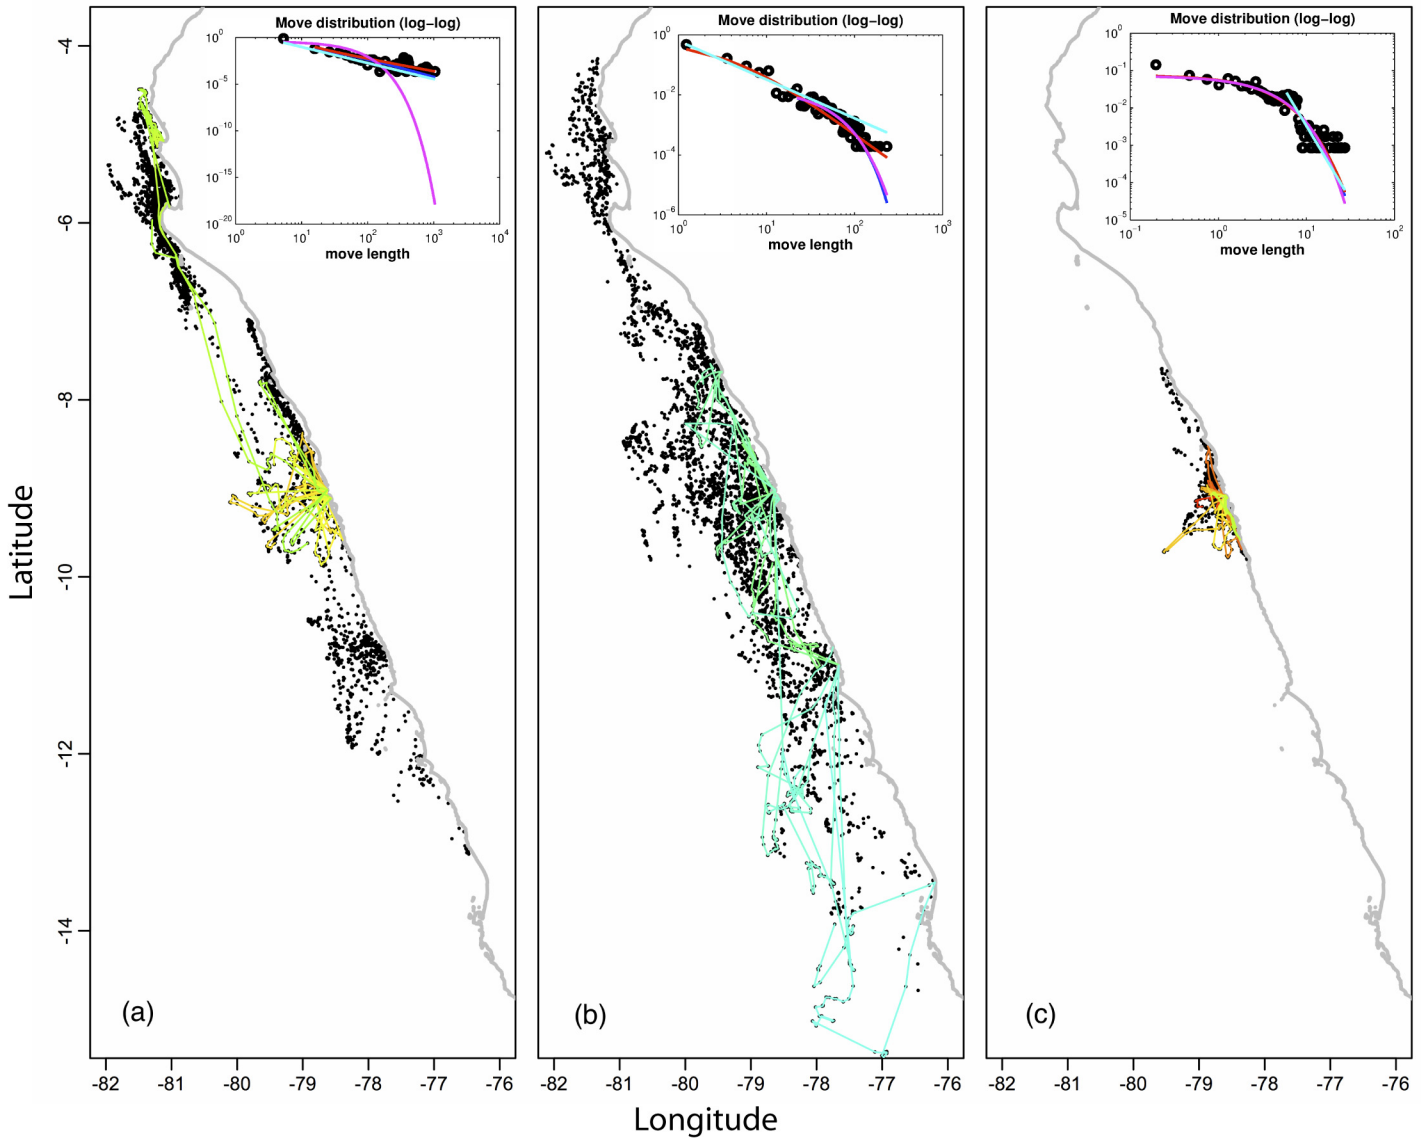 Move distribution (log-log)
10^0
10^-5
10^-10
10^-15
10^-20
10^0 10^1 10^2 10^3 10^4
move length
Move distribution (log-log)
10^0
10^-2
10^-4
10^-6
10^0 10^1 10^2 10^3
move length
Move distribution (log-log)
10^0
10^-1
10^-2
10^-3
10^-4
10^-5
10^-1 10^0 10^1 10^2
move length
-4
-6
-8
-10
-12
-14
Latitude
(a)
(b)
(c)
-82 -81 -80 -79 -78 -77 -76
-82 -81 -80 -79 -78 -77 -76
-82 -81 -80 -79 -78 -77 -76
Longitude